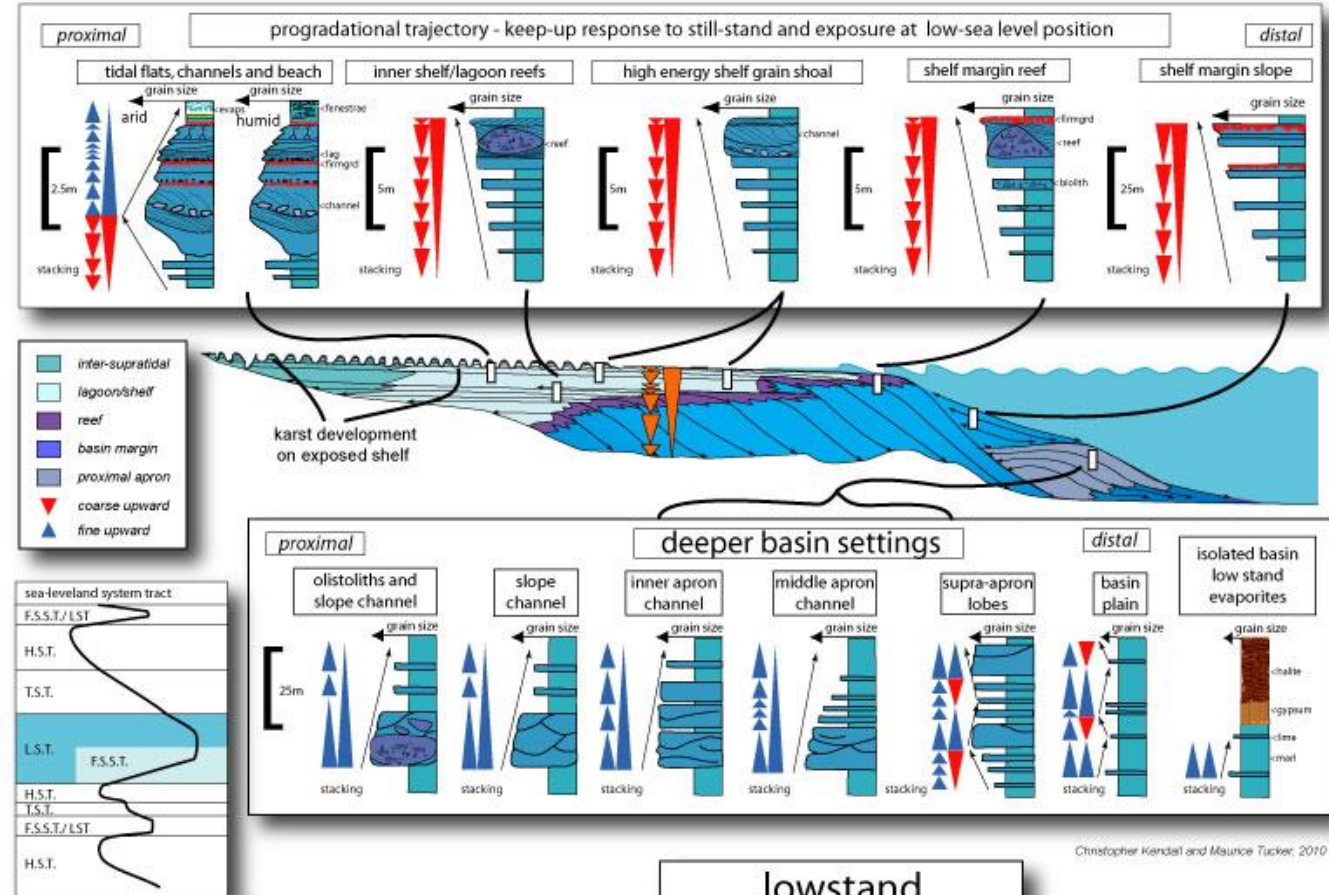 progradational trajectory - keep-up response to still-stand and exposure at low-sea level position
proximal
distal
tidal flats, channels and beach
inner shelf/lagoon reefs
high energy shelf grain shoal
shelf margin reef
shelf margin slope
grain size
grain size
grain size
grain size
grain size
grain size
arid
<evaps
humid
<fenestrae
<lag
<firmgrd
<channel
2.5m
stacking
<reef
5m
stacking
<channel
5m
stacking
<firmgrd
<reef
<biolith
5m
stacking
25m
stacking
inter-supratidal
lagoon/shelf
reef
basin margin
proximal apron
coarse upward
fine upward
karst development
on exposed shelf
proximal
deeper basin settings
distal
olistoliths and
slope channel
slope
channel
inner apron
channel
middle apron
channel
supra-apron
lobes
basin
plain
isolated basin
low stand
evaporites
grain size
grain size
grain size
grain size
grain size
grain size
grain size
25m
<halite
<gypsum
<lime
<marl
stacking
stacking
stacking
stacking
stacking
stacking
stacking
sea-leveland system tract
F.S.S.T./ LST
H.S.T.
T.S.T.
L.S.T.
F.S.S.T.
H.S.T.
T.S.T.
F.S.S.T./ LST
H.S.T.
Christopher Kendall and Maurice Tucker, 2010
lowstand